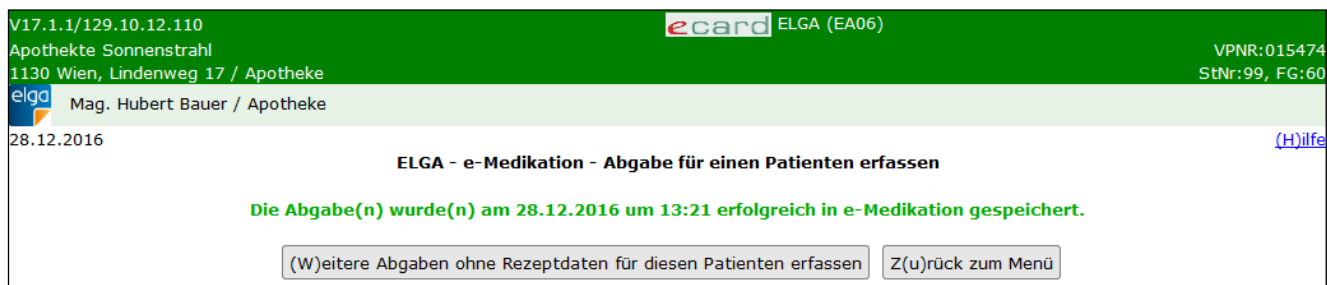 V17.1.1/129.10.12.110 ecard ELGA (EA06)
Apothekte Sonnenstrahl VPNR:015474
1130 Wien, Lindenweg 17 / Apotheke StNr:99, FG:60
elga Mag. Hubert Bauer / Apotheke
28.12.2016 (H)ilfe
ELGA - e-Medikation - Abgabe für einen Patienten erfassen
Die Abgabe(n) wurde(n) am 28.12.2016 um 13:21 erfolgreich in e-Medikation gespeichert.
(W)eitere Abgaben ohne Rezeptdaten für diesen Patienten erfassen Z(u)rück zum Menü